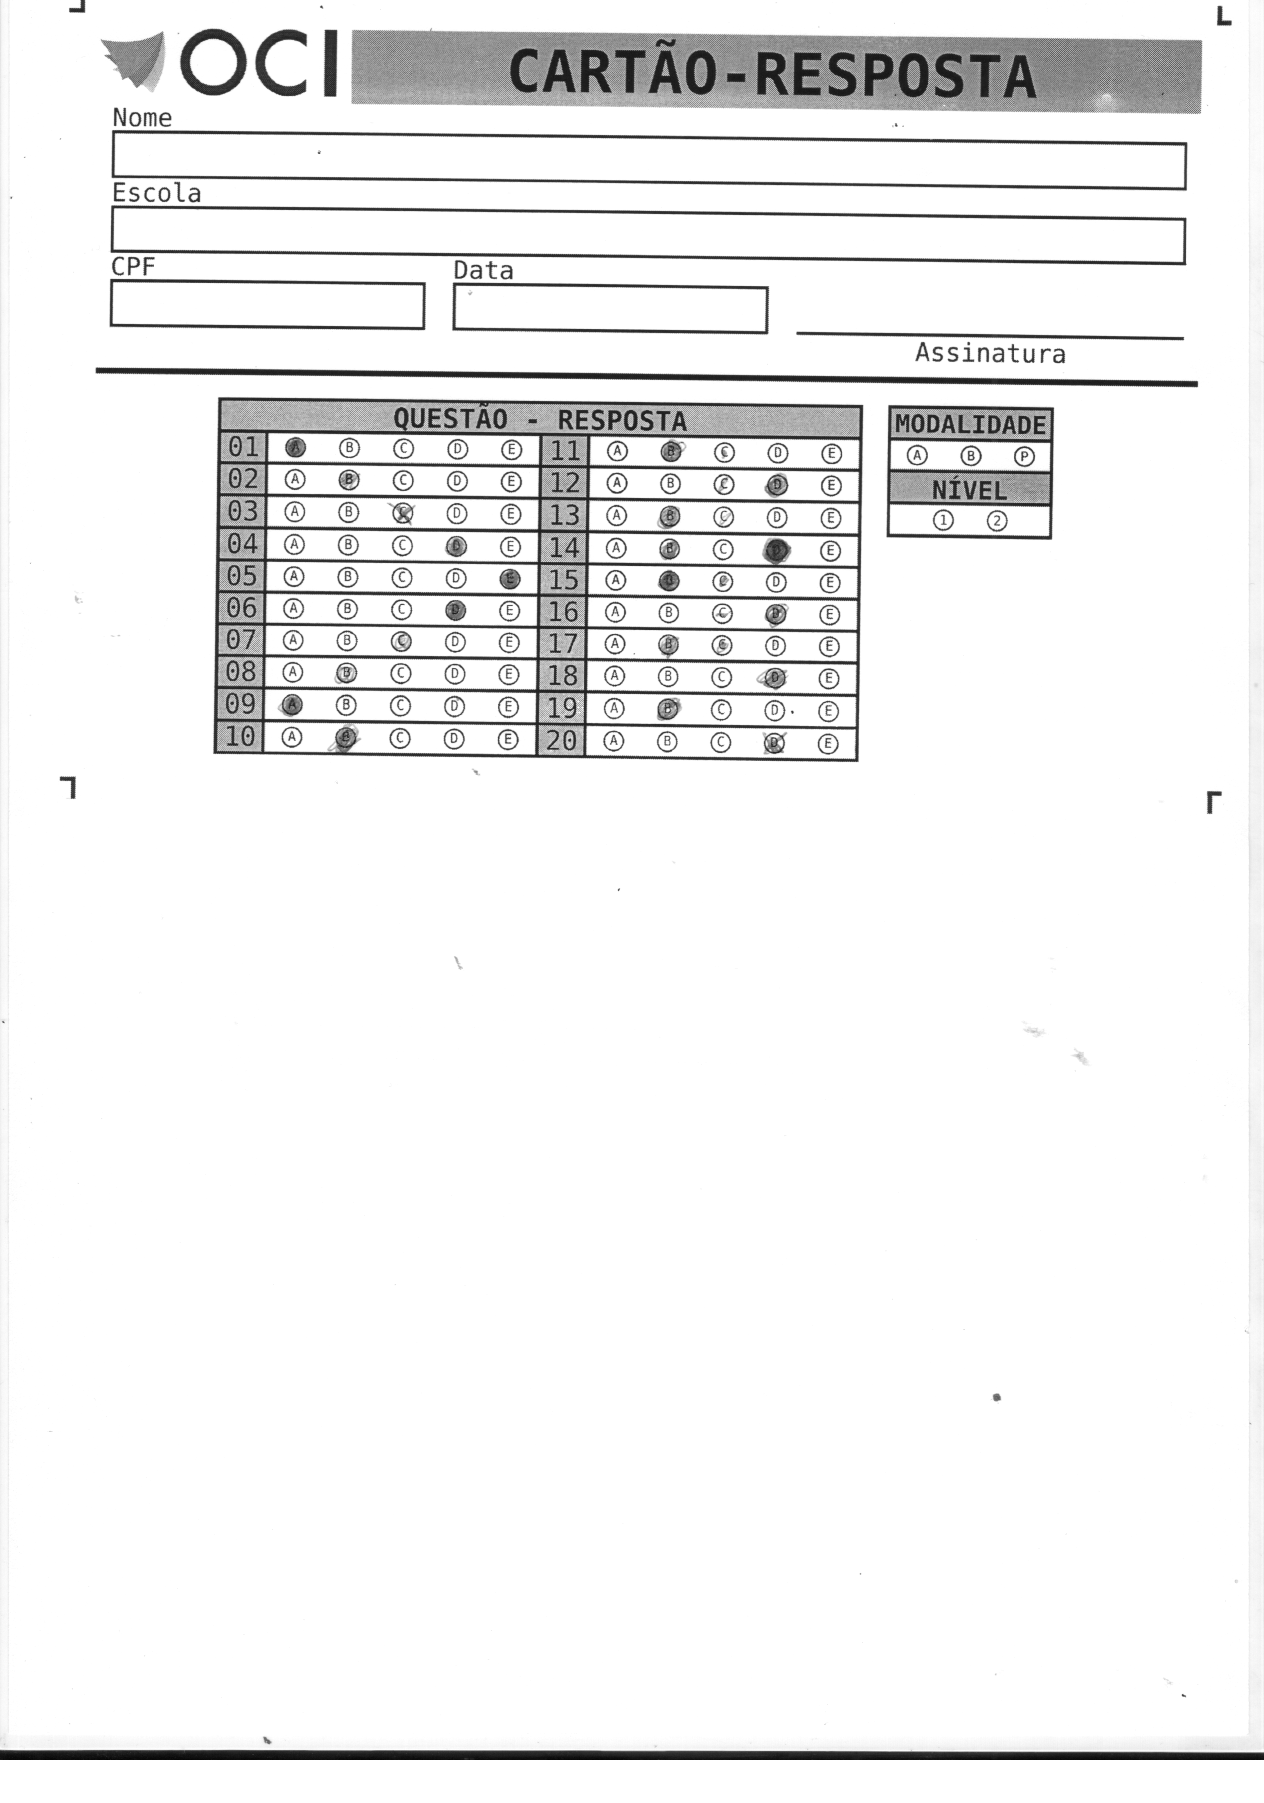 OCI CARTÃO-RESPOSTA
Nome
Escola
CPF Data
Assinatura
QUESTÃO - RESPOSTA MODALIDADE
01 A B C D E 11 A B C D E A B P
02 A B C D E 12 A B C D E NÍVEL
03 A B C D E 13 A B C D E 1 2
04 A B C D E 14 A B C D E
05 A B C D E 15 A B C D E
06 A B C D E 16 A B C D E
07 A B C D E 17 A B C D E
08 A B C D E 18 A B C D E
09 A B C D E 19 A B C D E
10 A B C D E 20 A B C D E